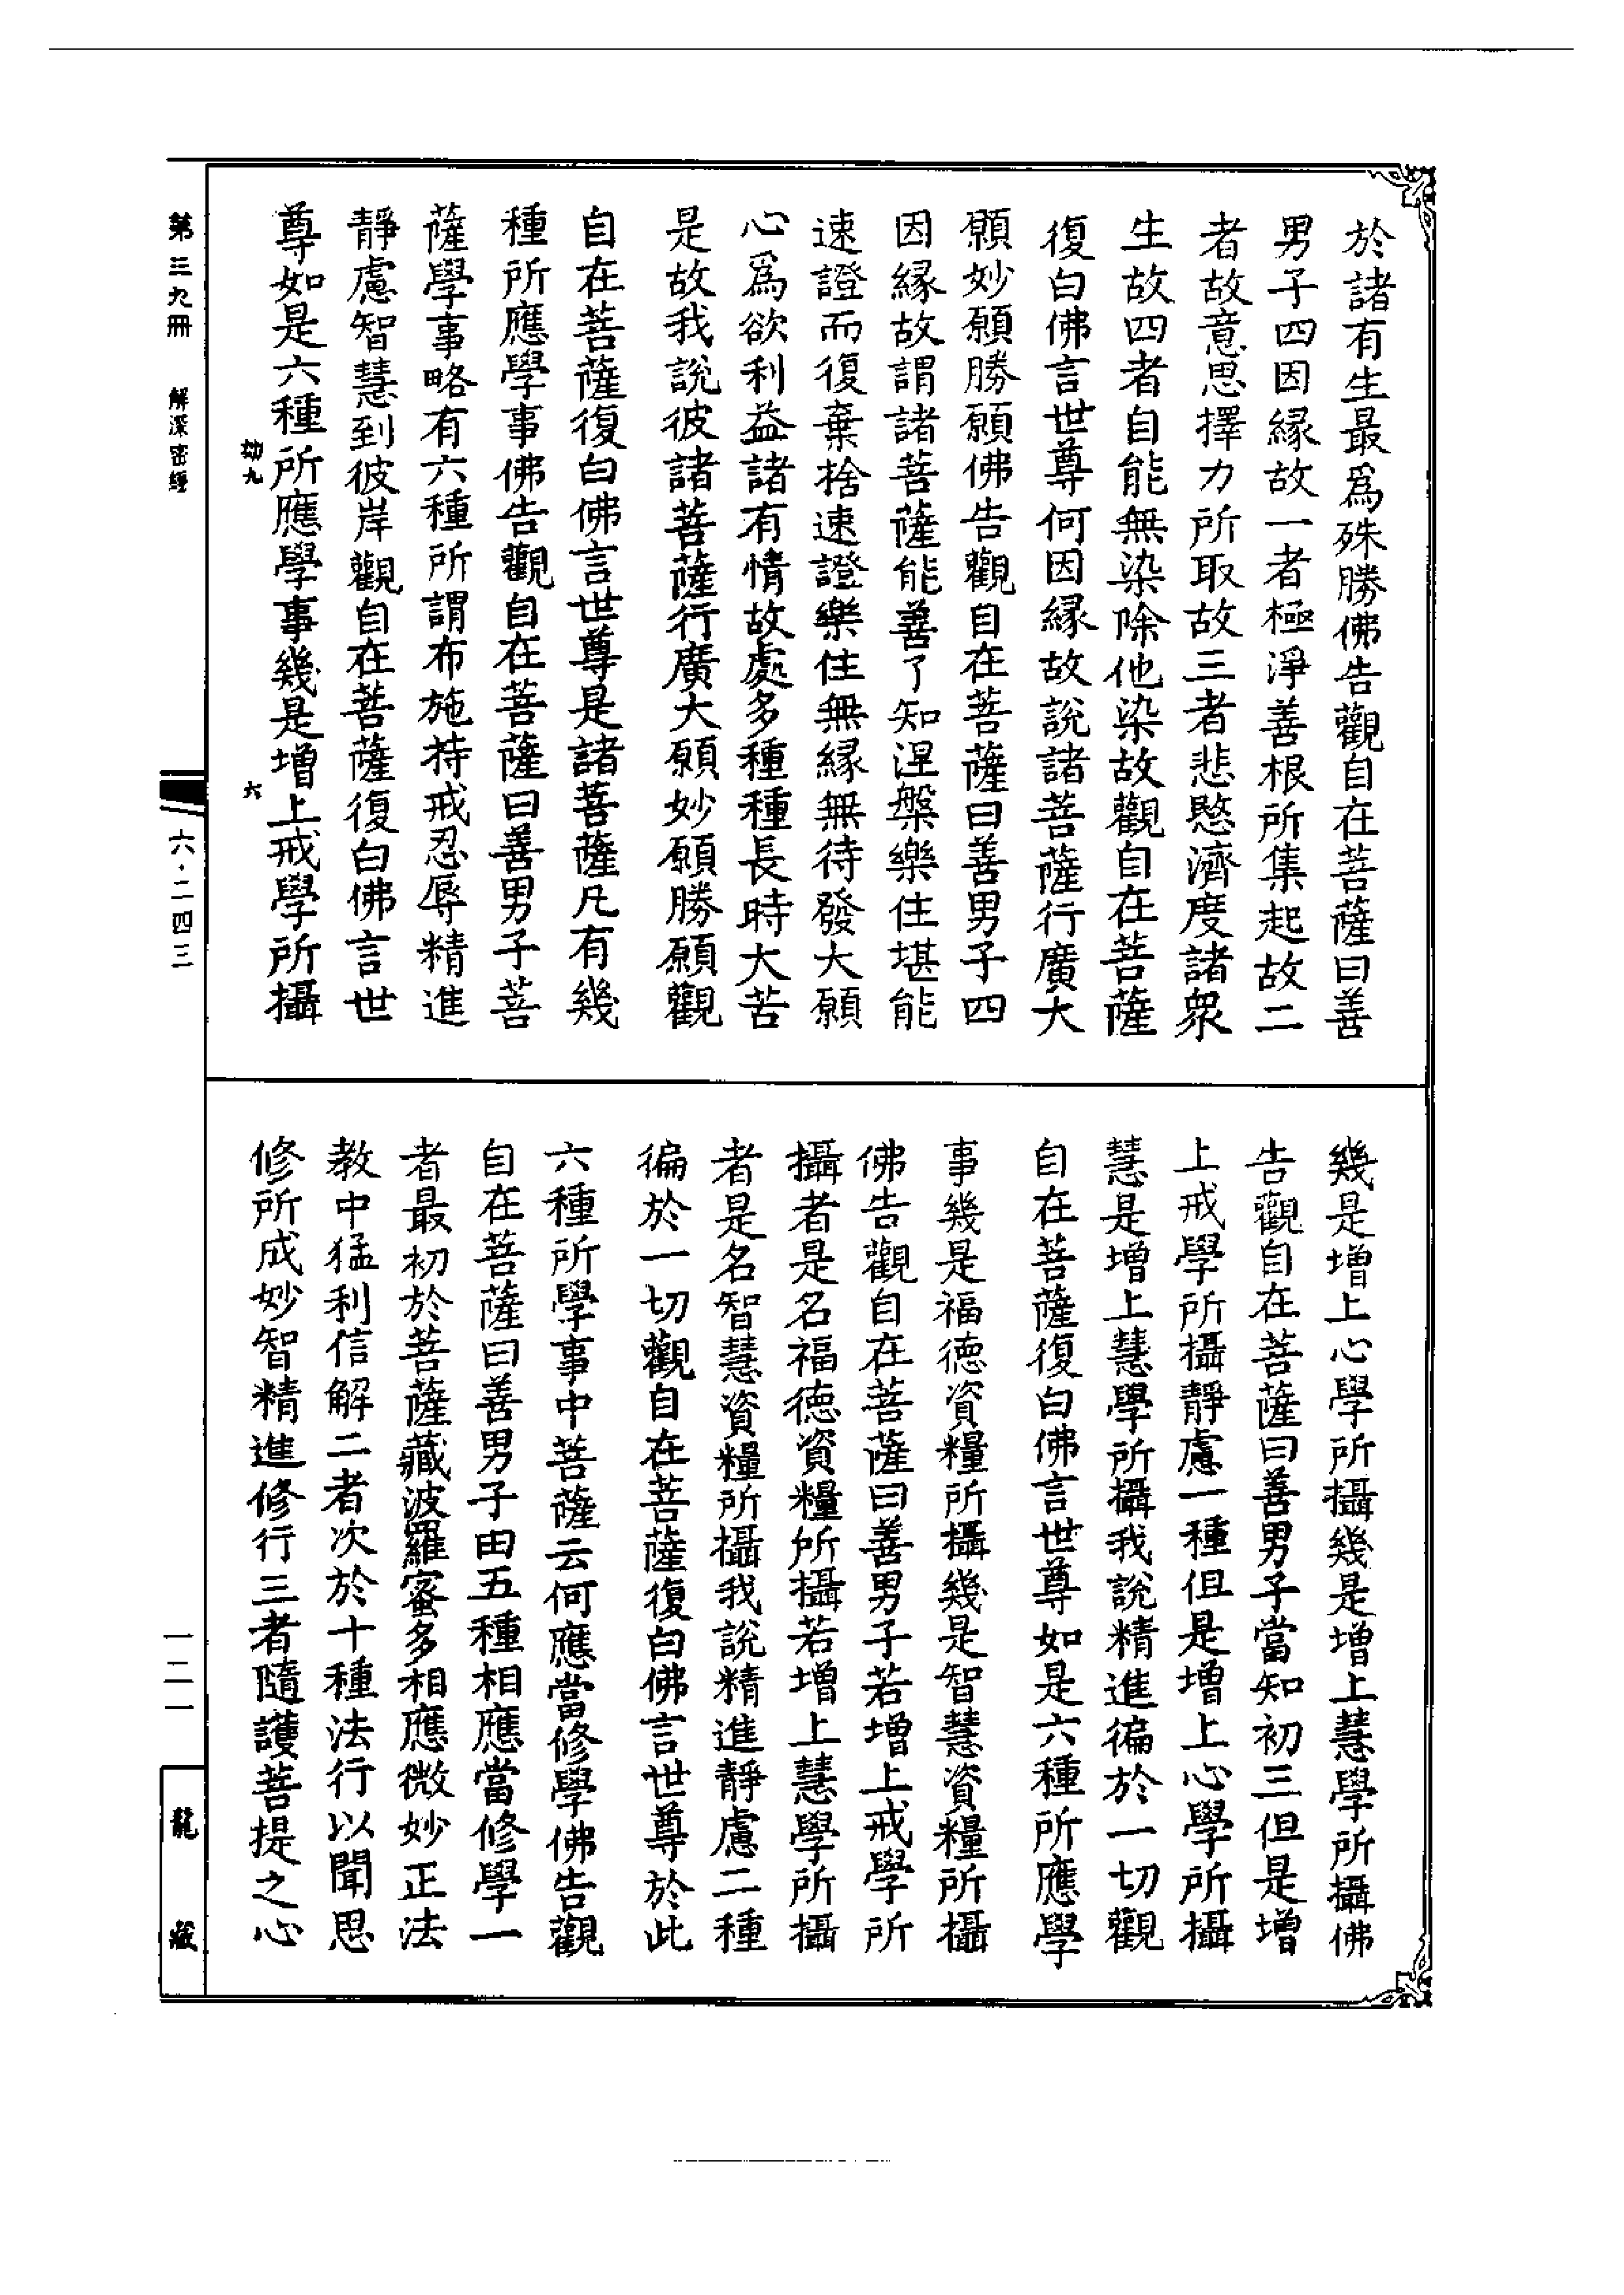 於諸有生最爲殊勝佛告觀自在菩薩曰善
男子四因縁故一者極淨善根所集起故二
者故意思擇力所取故三者悲愍濟度諸衆
生故四者自能無染除他染故觀自在菩薩
復白佛言世尊何因縁故說諸菩薩行廣大
願妙願勝願佛告觀自在菩薩曰善男子四
因縁故謂諸菩薩能善了知涅槃樂住堪能
速證而復棄捨速證樂住無縁無待發大願
心爲欲利益諸有情故處多種種長時大苦
是故我說彼諸菩薩行廣大願妙願勝願觀
自在菩薩復白佛言世尊是諸菩薩凡有幾
種所應學事佛告觀自在菩薩曰善男子菩
薩學事略有六種所謂布施持戒忍辱精進
靜慮智慧到彼岸觀自在菩薩復白佛言世
尊如是六種所應學事幾是增上戒學所攝
幾是增上心學所攝幾是增上慧學所攝佛
告觀自在菩薩曰善男子當知初三但是增
上戒學所攝靜慮一種但是增上心學所攝
慧是增上慧學所攝我說精進徧於一切觀
自在菩薩復白佛言世尊如是六種所應學
事幾是福德資糧所攝幾是智慧資糧所攝
佛告觀自在菩薩曰善男子若增上戒學所
攝者是名福德資糧所攝若增上慧學所攝
者是名智慧資糧所攝我說精進靜慮二種
徧於一切觀自在菩薩復白佛言世尊於此
六種所學事中菩薩云何應當修學佛告觀
自在菩薩曰善男子由五種相應當修學一
者最初於菩薩藏波羅蜜多相應微妙正法
教中猛利信解二者次於十種法行以聞思
修所成妙智精進修行三者隨護菩提之心
九
六
第三九冊
解深密經
六·二四三
一二一
龍藏